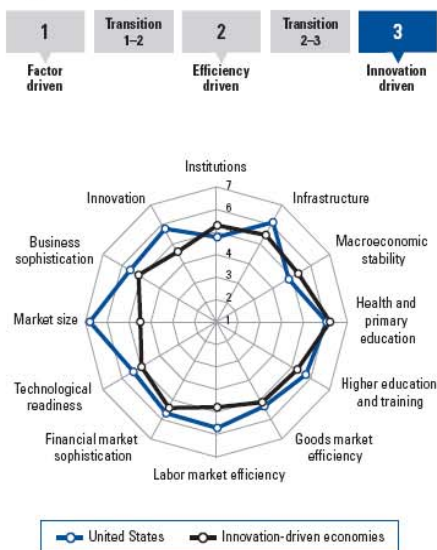 1
Transition
1–2
2
Transition
2–3
3
Factor
driven
Efficiency
driven
Innovation
driven
Institutions
7
Innovation
6
Infrastructure
Business
sophistication
Macroeconomic
stability
4
3
2
Market size
1
Health and
primary
education
Technological
readiness
Higher education
and training
Financial market
sophistication
Goods market
efficiency
Labor market efficiency
United States
Innovation-driven economies